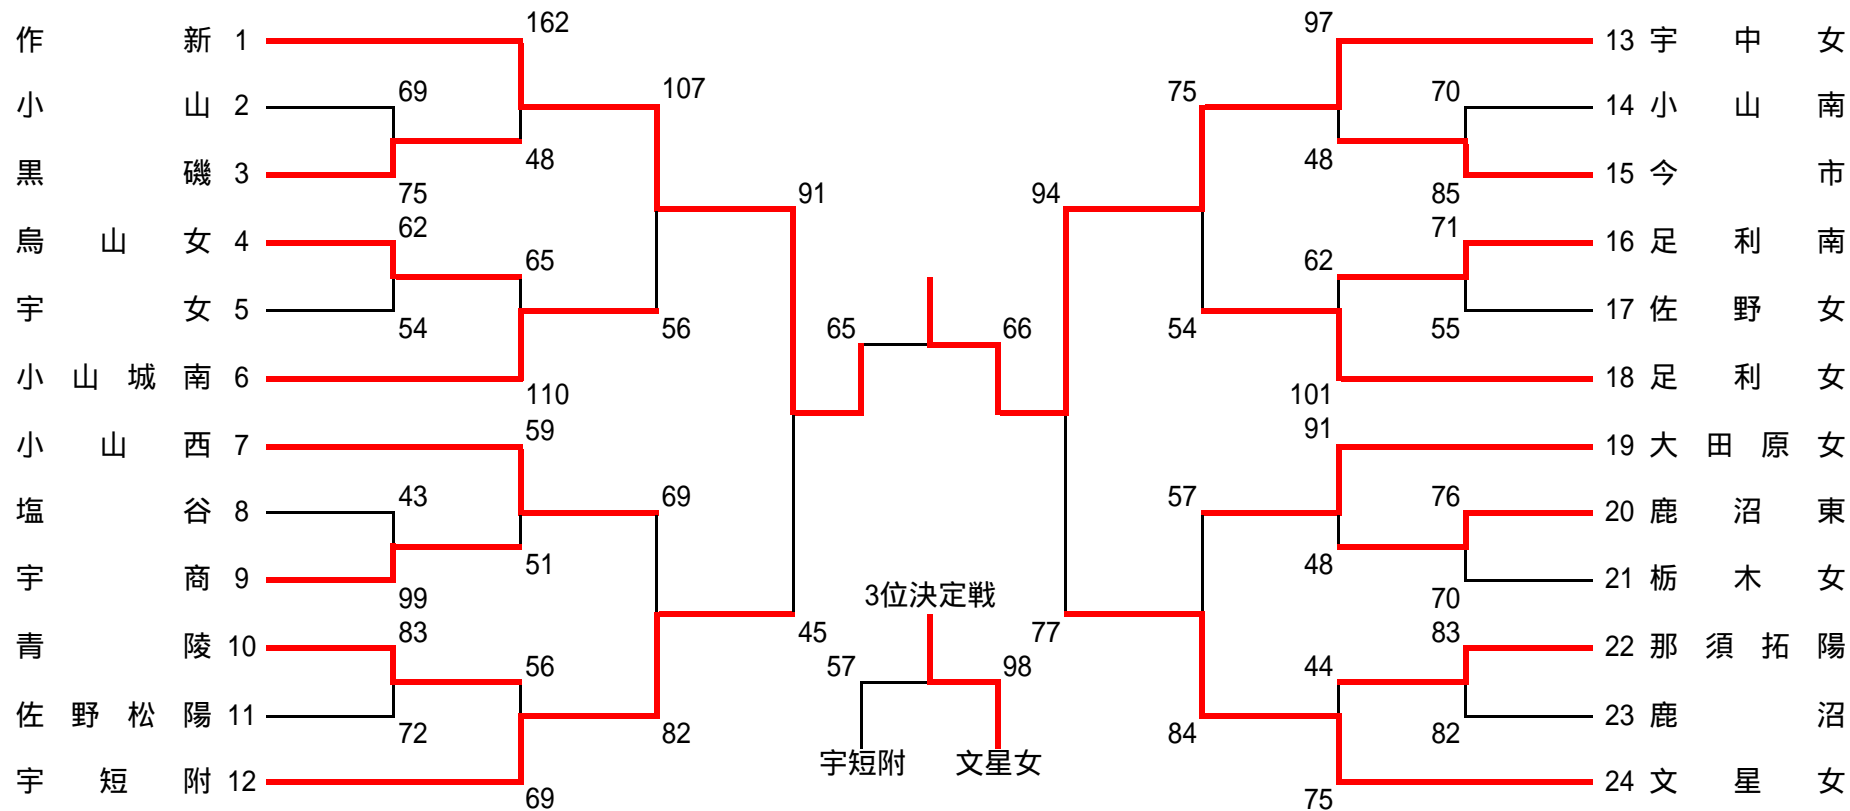 162 97
作新 1 13 宇中女
69 107 75 70
小山 2 14 小山南
48 48
黒磯 3 15 今市
75 91 94 85
62 71
烏山女 4 16 足利南
65 62
宇女 5 17 佐野女
54 56 65 66 54 55
小山城南 6 18 足利女
110 101
59 91
小山西 7 19 大田原女
43 69 57 76
塩谷 8 20 鹿沼東
51 48
宇商 9 21 栃木女
99 3位決定戦 70
83 45 77 83
青陵 10 22 那須拓陽
56 57 98 44
佐野松陽 11 23 鹿沼
72 82 84 82
宇短附 文星女
宇短附 12 24 文星女
69 75